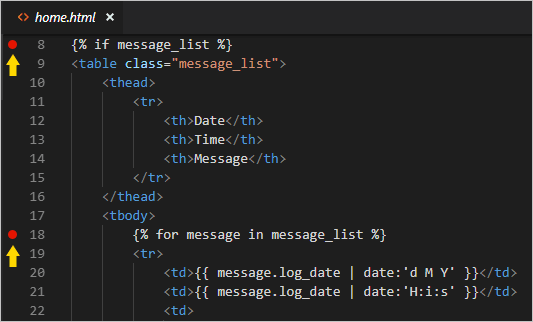 <> home.html ×
8 {% if message_list %}
9 <table class="message_list">
10     <thead>
11         <tr>
12             <th>Date</th>
13             <th>Time</th>
14             <th>Message</th>
15         </tr>
16     </thead>
17     <tbody>
18         {% for message in message_list %}
19         <tr>
20             <td>{{ message.log_date | date:'d M Y' }}</td>
21             <td>{{ message.log_date | date:'H:i:s' }}</td>
22             <td>